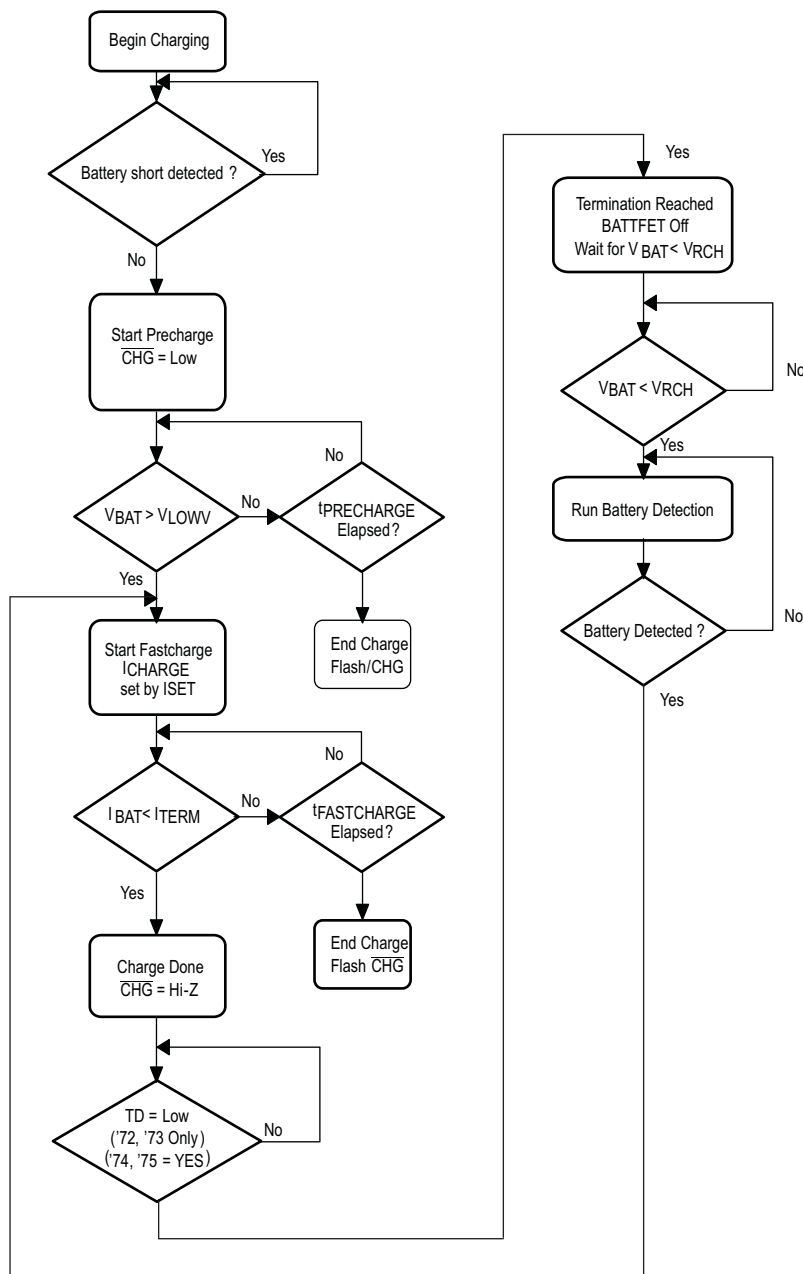 Begin Charging
Battery short detected ?
Yes
No
Start Precharge
CHG = Low
VBAT > VLOWV
No
tPRECHARGE
Elapsed?
No
Yes
End Charge
Flash/CHG
Start Fastcharge
ICHARGE
set by ISET
IBAT < ITERM
No
tFASTCHARGE
Elapsed?
No
Yes
End Charge
Flash CHG
Charge Done
CHG = Hi-Z
TD = Low
('72, '73 Only)
('74, '75 = YES)
No
Yes
Termination Reached
BATTFET Off
Wait for VBAT < VRCH
VBAT < VRCH
No
Yes
Run Battery Detection
Battery Detected ?
No
Yes